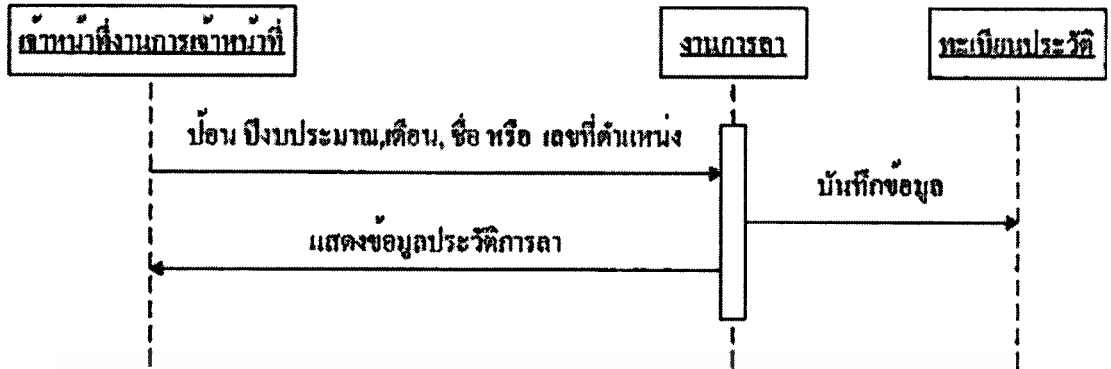 เจ้าหน้าที่งานการเจ้าหน้าที่
งานการลา
ทะเบียนประวัติ
ป้อน ปีงบประมาณ,เดือน, ชื่อ หรือ เลขที่ตำแหน่ง
บันทึกข้อมูล
แสดงข้อมูลประวัติการลา